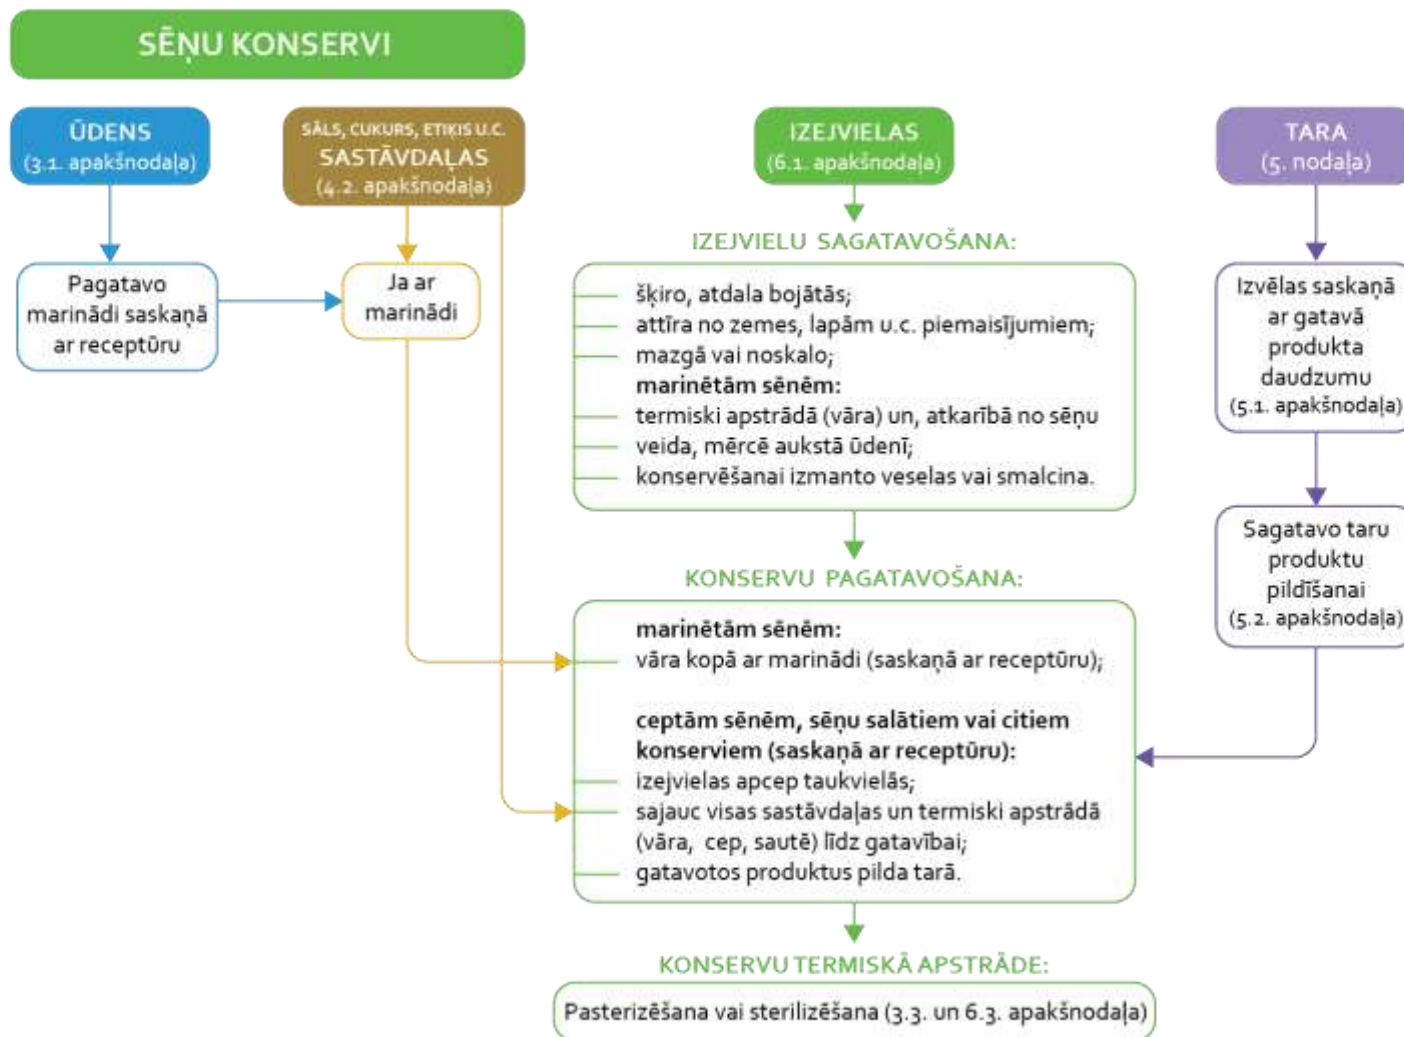 SĒŅU KONSERVI
ŪDENS
(3.1. apakšnodaļa)
SĀLS, CUKURS, ETIĶIS U.C.
SASTĀVDAĻAS
(4.2. apakšnodaļa)
IZEJVIELAS
(6.1. apakšnodaļa)
TARA
(5. nodaļa)
Pagatavo
marinādi saskaņā
ar receptūru
Ja ar
marinādi
IZEJVIELU SAGATAVOŠANA:
šķiro, atdala bojātās;
attīra no zemes, lapām u.c. piemaisījumiem;
mazgā vai noskalo;
marinētām sēnēm:
termiski apstrādā (vāra) un, atkarībā no sēņu
veida, mērcē aukstā ūdenī;
konservēšanai izmanto veselas vai smalcina.
Izvēlas saskaņā
ar gatavā
produkta
daudzumu
(5.1. apakšnodaļa)
Sagatavo taru
produktu
pildīšanai
(5.2. apakšnodaļa)
KONSERVU PAGATAVOŠANA:
marinētām sēnēm:
vāra kopā ar marinādi (saskaņā ar receptūru);
ceptām sēnēm, sēņu salātiem vai citiem
konserviem (saskaņā ar receptūru):
izejvielas apcep taukvielās;
sajauc visas sastāvdaļas un termiski apstrādā
(vāra, cep, sautē) līdz gatavībai;
gatavotos produktus pilda tarā.
KONSERVU TERMISKĀ APSTRĀDE:
Pasterizēšana vai sterilizēšana (3.3. un 6.3. apakšnodaļa)